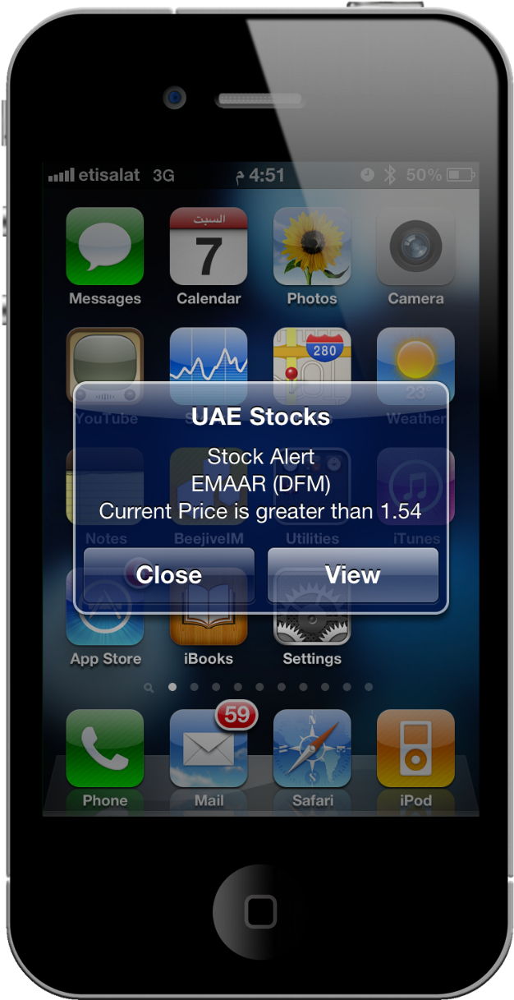 etisalat 3G م 4:51 50%
السبت
7
Messages Calendar Photos Camera
280
23°
YouTube Weather
UAE Stocks
Stock Alert
EMAAR (DFM)
Current Price is greater than 1.54
Notes BeejiveIM Utilities iTunes
Close View
App Store iBooks Settings
59
N
S
Phone Mail Safari iPod